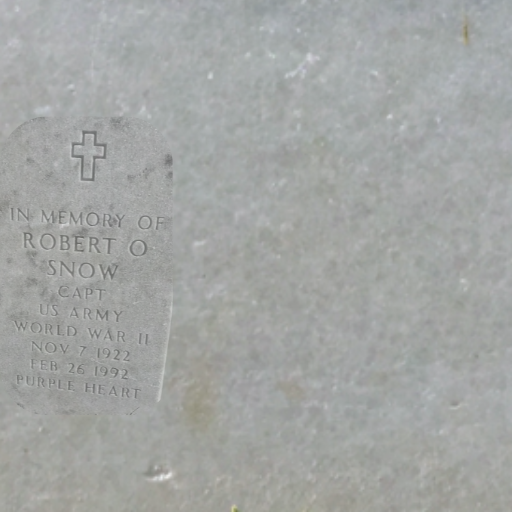 IN MEMORY OF
ROBERT O
SNOW
CAPT
US ARMY
WORLD WAR II
NOV 7 1922
FEB 26 1992
PURPLE HEART